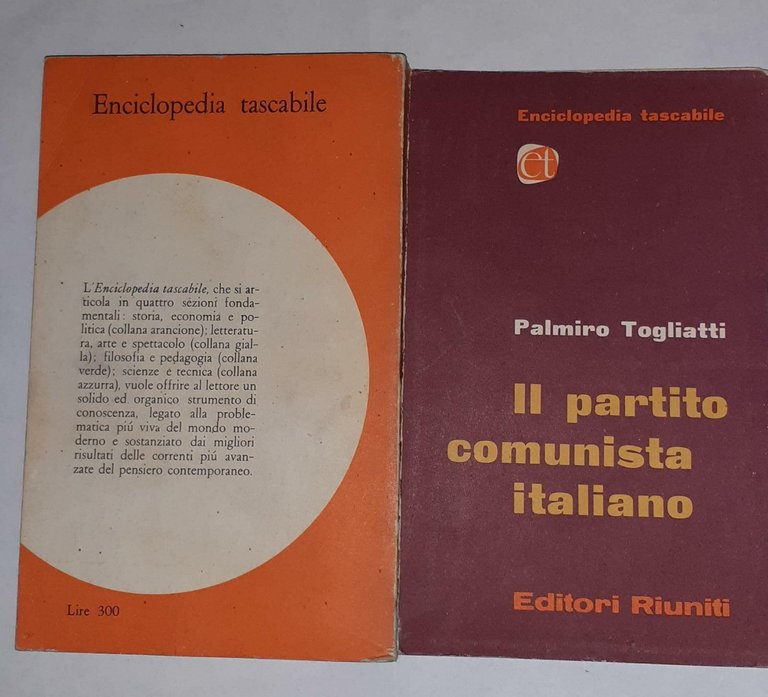 Enciclopedia tascabile
L'Enciclopedia tascabile, che si ar-
ticola in quattro sezioni fonda-
mentali: storia, economia e po-
litica (collana arancione); letteratu-
ra, arte e spettacolo (collana gial-
la); filosofia e pedagogia (collana
verde); scienze e tecnica (collana
azzurra), vuole offrire al lettore un
solido ed organico strumento di
conoscenza, legato alla proble-
matica piú viva del mondo mo-
derno e sostanziato dai migliori
risultati delle correnti piú avan-
zate del pensiero contemporaneo.
Lire 300
Enciclopedia tascabile
et
Palmiro Togliatti
Il partito
comunista
italiano
Editori Riuniti